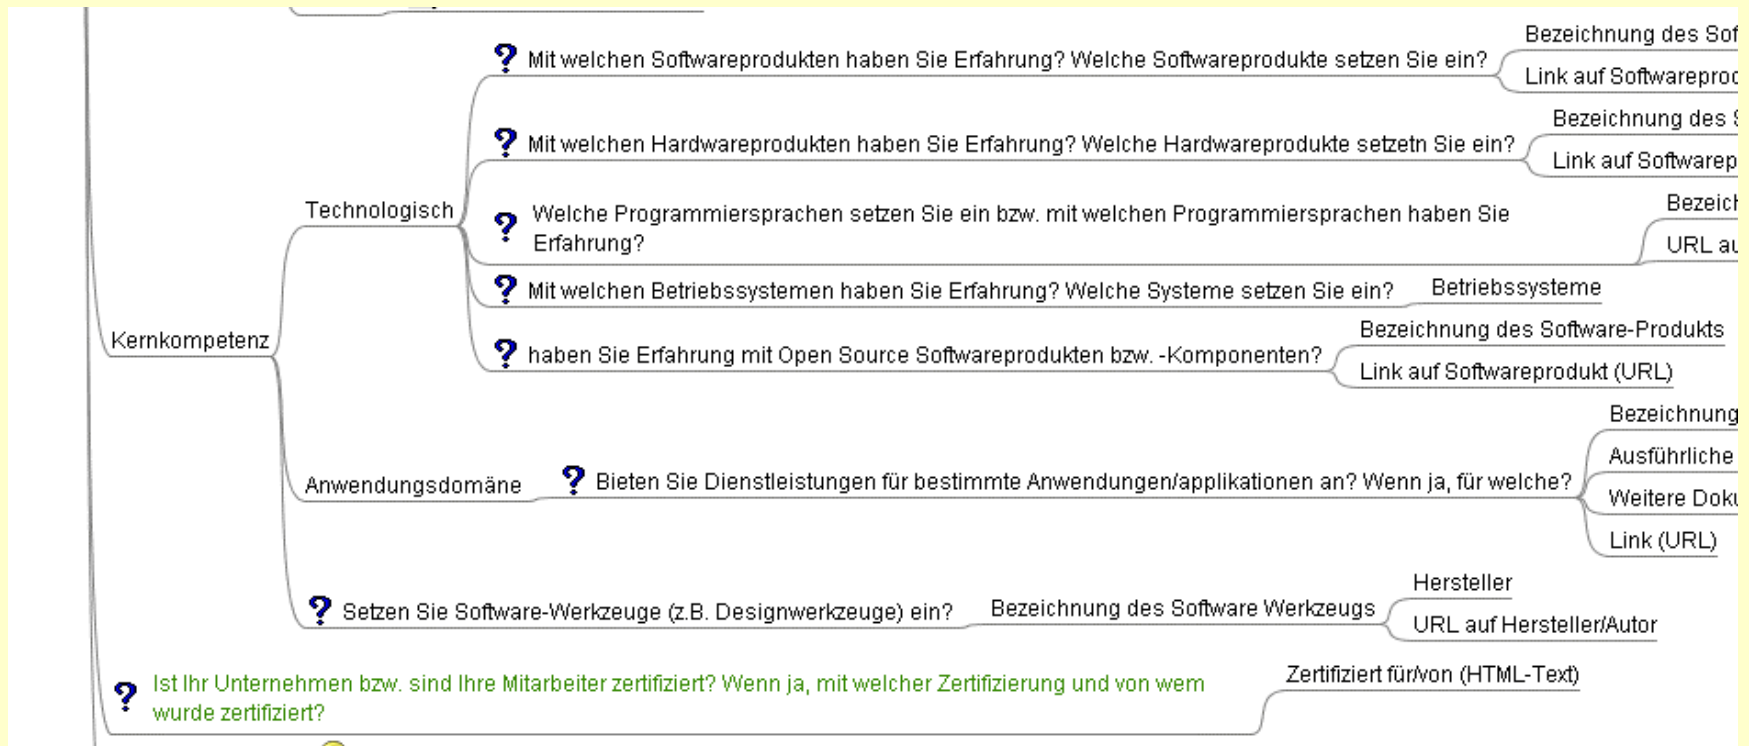 Mit welchen Softwareprodukten haben Sie Erfahrung? Welche Softwareprodukte setzen Sie ein?
Bezeichnung des
Link auf
Mit welchen Hardwareprodukten haben Sie Erfahrung? Welche Hardwareprodukte setzetn Sie ein?
Bezeichnung des
Link auf
Technologisch
Welche Programmiersprachen setzen Sie ein bzw. mit welchen Programmiersprachen haben Sie
Erfahrung?
URL
Mit welchen Betriebssystemen haben Sie Erfahrung? Welche Systeme setzen Sie ein?
Betriebssysteme
Kernkompetenz
haben Sie Erfahrung mit Open Source Softwareprodukten bzw. -Komponenten?
Bezeichnung des Software-Produkts
Link auf Softwareprodukt (URL)
Anwendungsdomäne
Bieten Sie Dienstleistungen für bestimmte Anwendungen/applikationen an? Wenn ja, für welche?
Bezeichnung
Ausführliche
Weitere
Link (URL)
Setzen Sie Software-Werkzeuge (z.B. Designwerkzeuge) ein?
Bezeichnung des Software Werkzeugs
Hersteller
URL auf Hersteller/Autor
Ist Ihr Unternehmen bzw. sind Ihre Mitarbeiter zertifiziert? Wenn ja, mit welcher Zertifizierung und von wem
wurde zertifiziert?
Zertifiziert für/von (HTML-Text)